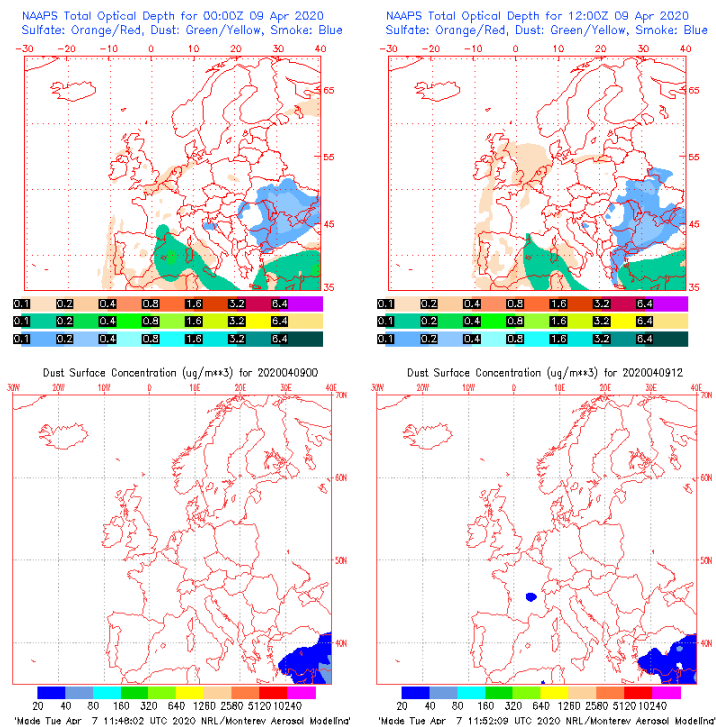 NAAPS Total Optical Depth for 00:00Z 09 Apr 2020
Sulfate: Orange/Red, Dust: Green/Yellow, Smoke: Blue
-30 -20 -10 0 10 20 30 40
65
55
45
35
0.1 0.2 0.4 0.8 1.6 3.2 6.4
0.1 0.2 0.4 0.8 1.6 3.2 6.4
0.1 0.2 0.4 0.8 1.6 3.2 6.4
NAAPS Total Optical Depth for 12:00Z 09 Apr 2020
Sulfate: Orange/Red, Dust: Green/Yellow, Smoke: Blue
-30 -20 -10 0 10 20 30 40
65
55
45
35
0.1 0.2 0.4 0.8 1.6 3.2 6.4
0.1 0.2 0.4 0.8 1.6 3.2 6.4
0.1 0.2 0.4 0.8 1.6 3.2 6.4
Dust Surface Concentration (ug/m**3) for 2020040900
30W 20W 10W 0 10E 20E 30E 40E
70N
60N
50N
40N
20 40 80 160 320 640 1280 2580 5120 10240
'Made Tue Apr 7 11:48:02 UTC 2020 NRL/Monterey Aerosol Modeling'
Dust Surface Concentration (ug/m**3) for 2020040912
30W 20W 10W 0 10E 20E 30E 40E
70N
60N
50N
40N
20 40 80 160 320 640 1280 2580 5120 10240
'Made Tue Apr 7 11:52:09 UTC 2020 NRL/Monterey Aerosol Modeling'